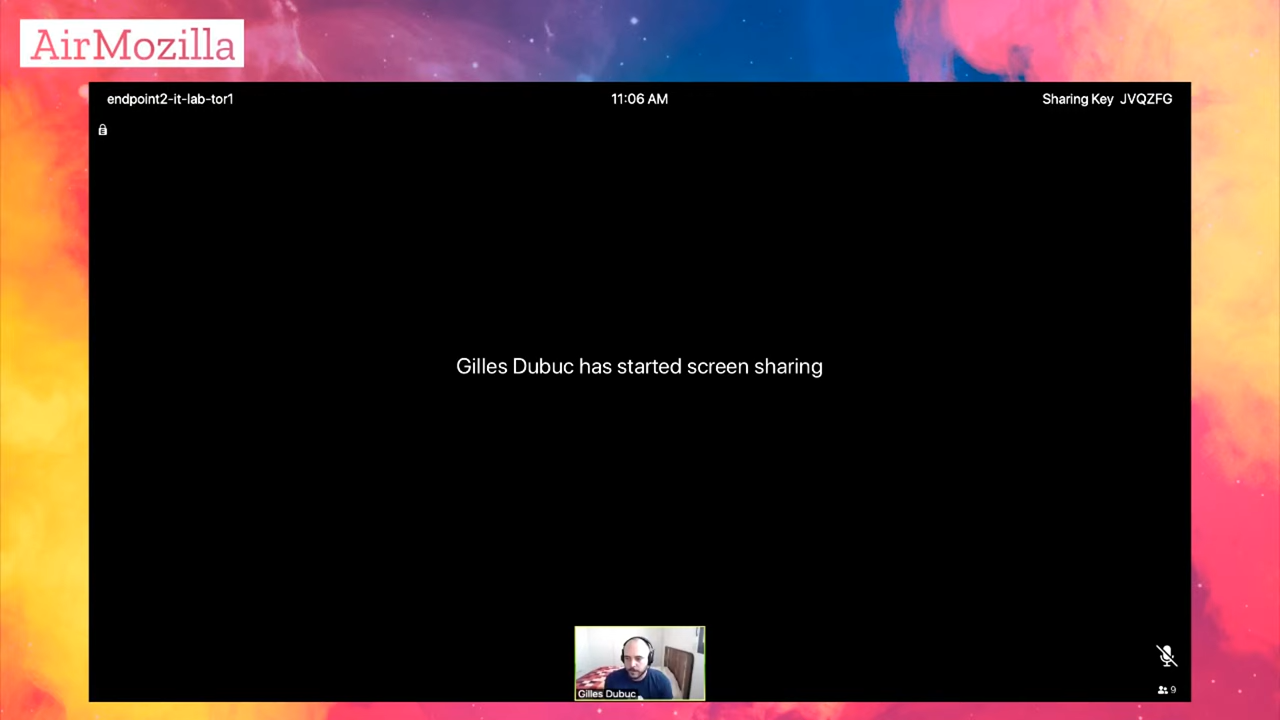 AirMozilla
endpoint2-it-lab-tor1
11:06 AM
Sharing Key JVQZFG
Gilles Dubuc has started screen sharing
Gilles Dubuc
9